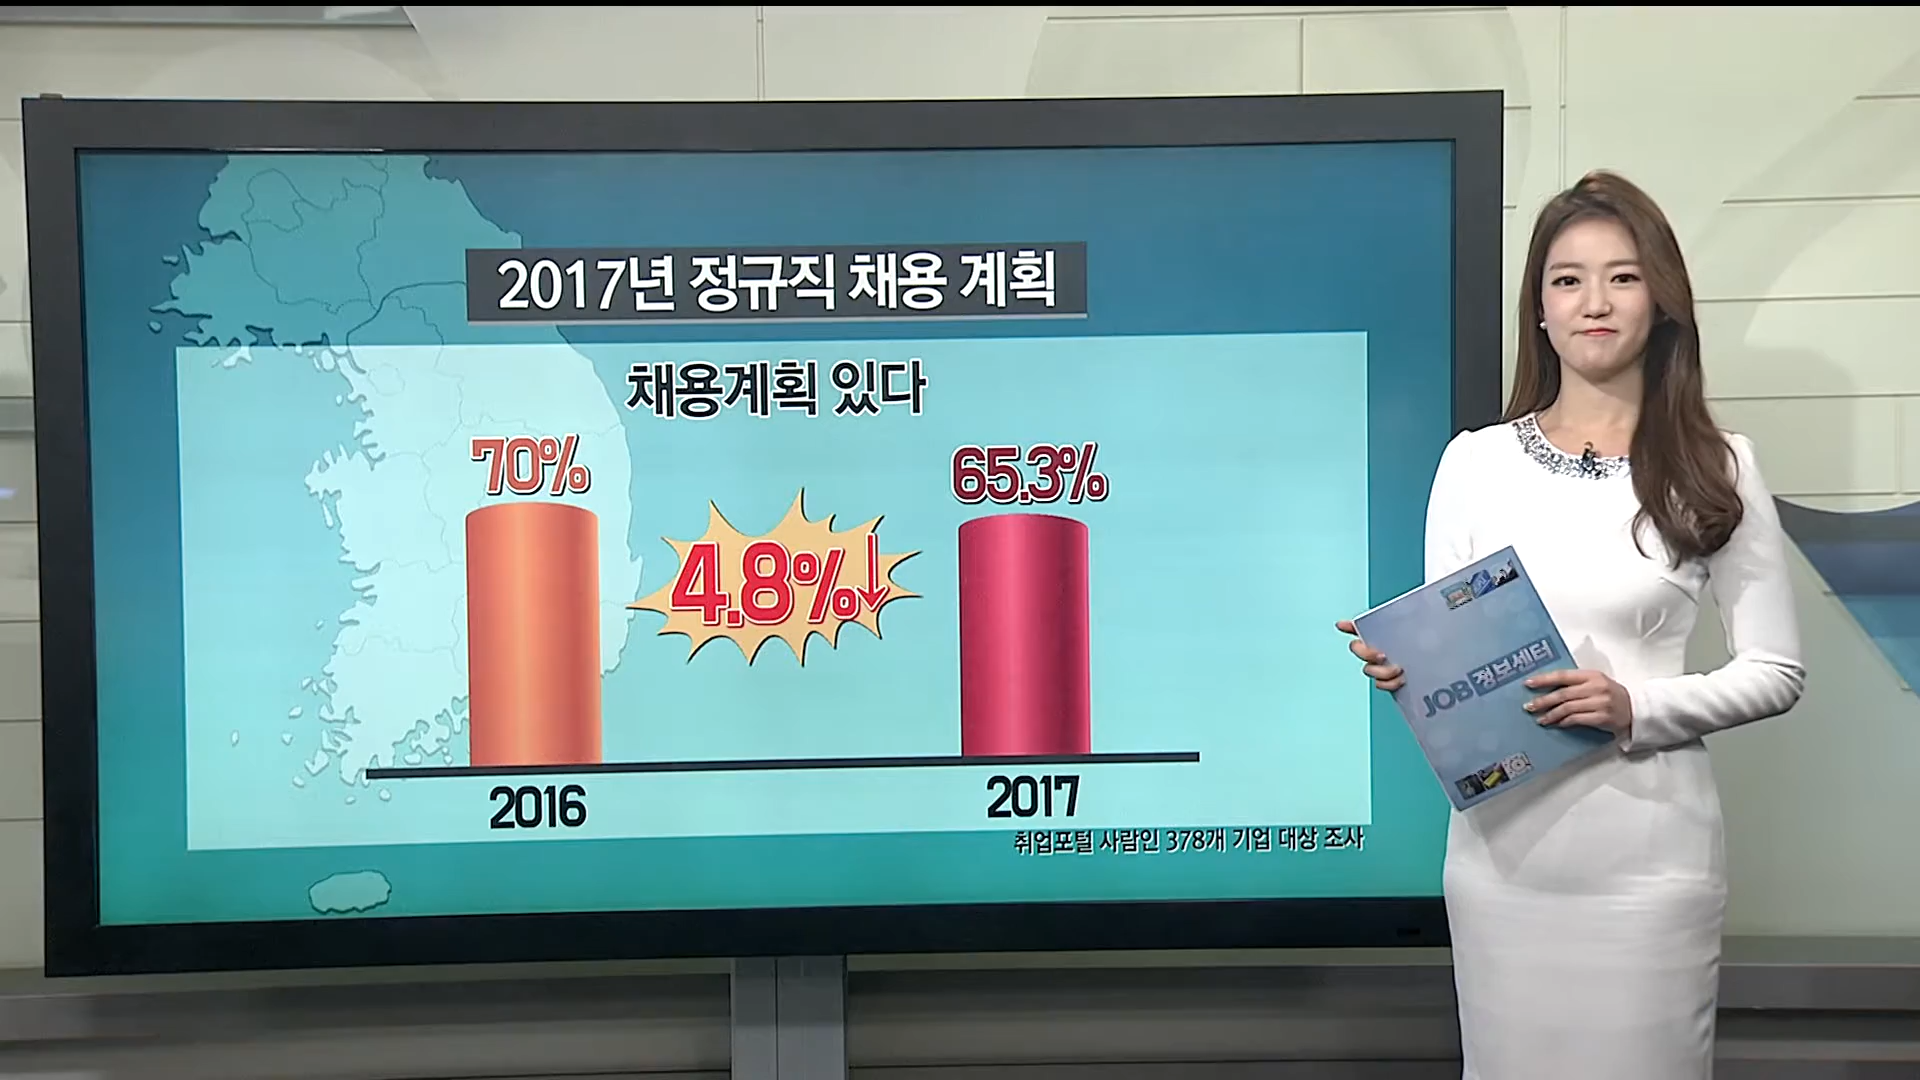 2017년 정규직 채용 계획
채용계획 있다
70%
65.3%
4.8%↓
2016
2017
취업포털 사람인 378개 기업 대상 조사
JOB 정보센터